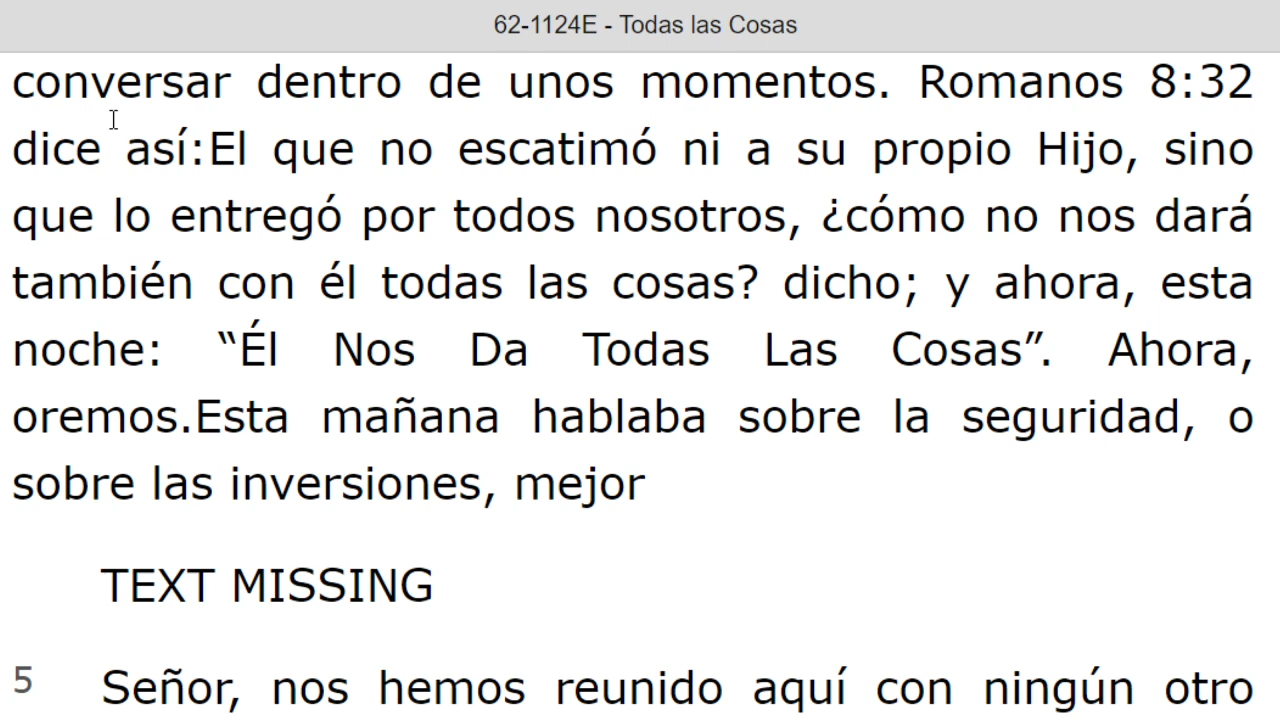 62-1124E - Todas las Cosas
conversar dentro de unos momentos. Romanos 8:32
dice así:El que no escatimó ni a su propio Hijo, sino
que lo entregó por todos nosotros, ¿cómo no nos dará
también con él todas las cosas? dicho; y ahora, esta
noche: “Él Nos Da Todas Las Cosas”. Ahora,
oremos.Esta mañana hablaba sobre la seguridad, o
sobre las inversiones, mejor
TEXT MISSING
5 Señor, nos hemos reunido aquí con ningún otro